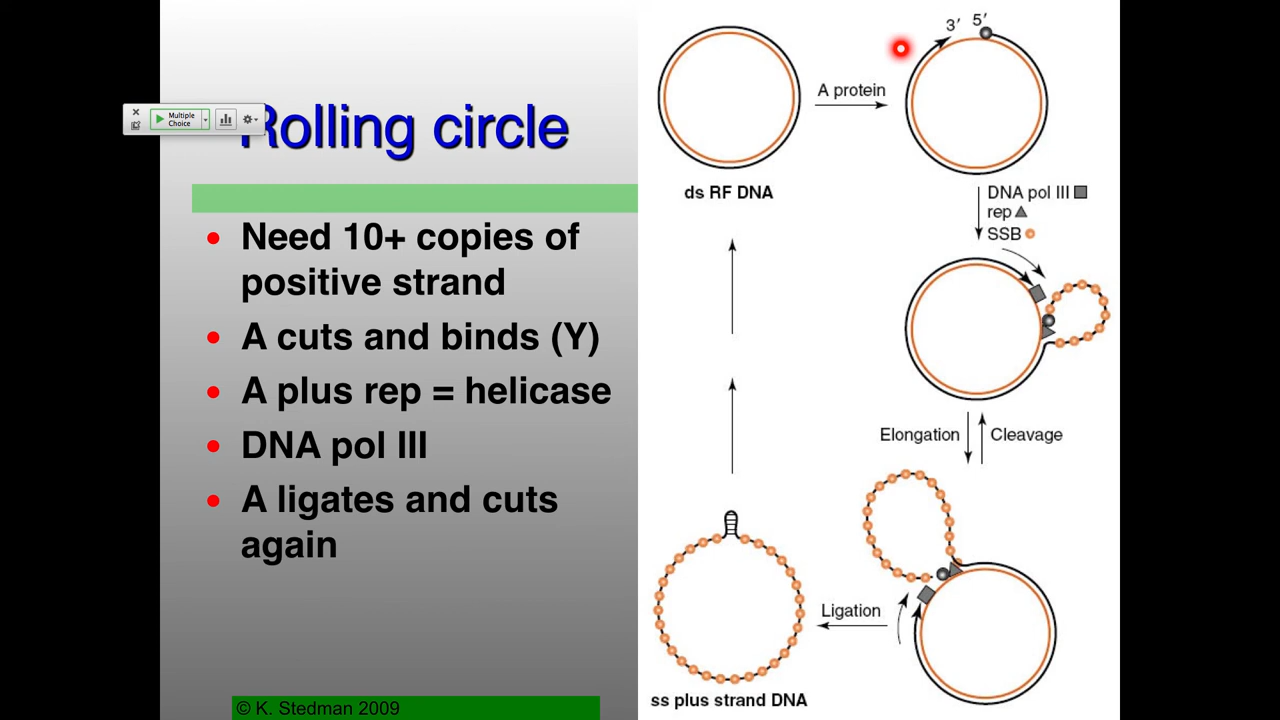 Multiple
Choice
Rolling circle
Need 10+ copies of
positive strand
A cuts and binds (Y)
A plus rep = helicase
DNA pol III
A ligates and cuts
again
© K. Stedman 2009
3′ 5′
A protein
ds RF DNA
DNA pol III
rep
SSB
Elongation
Cleavage
Ligation
ss plus strand DNA